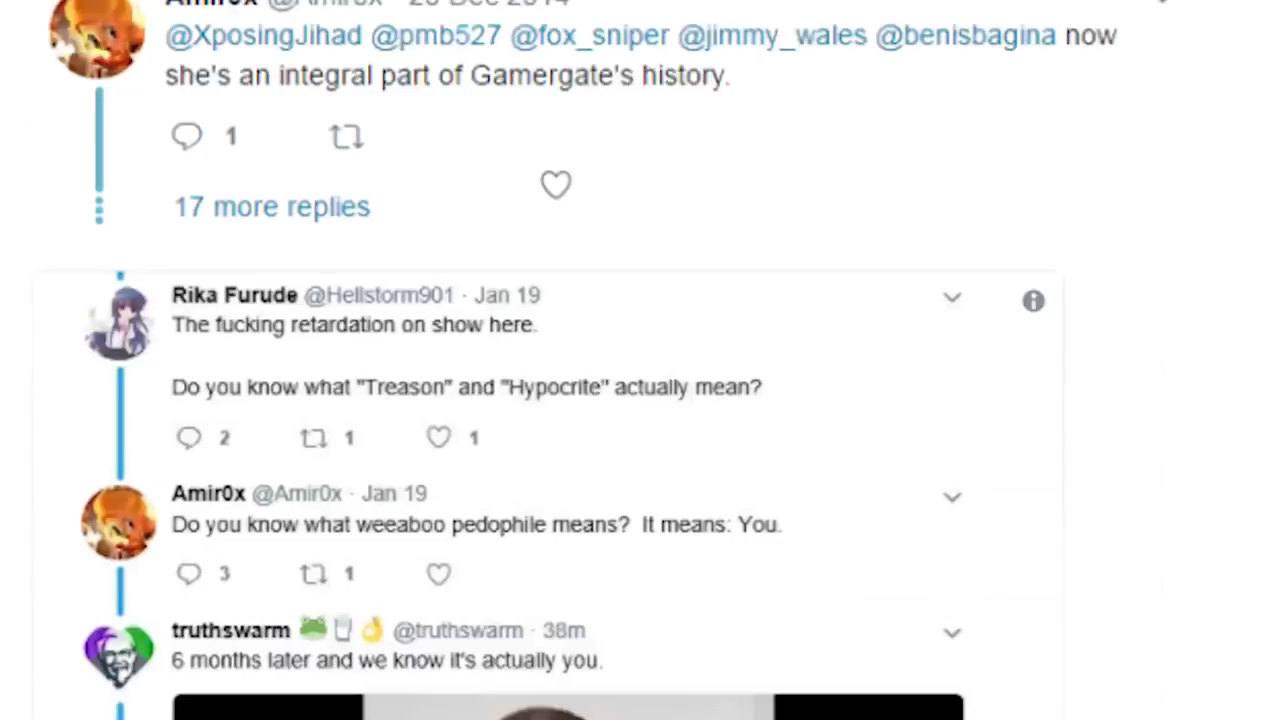 Amir0x @Amir0x · 23 Dec 2014
@XposingJihad @pmb527 @fox_sniper @jimmy_wales @benisbagina now
she's an integral part of Gamergate's history.
1
17 more replies
Rika Furude @Hellstorm901 · Jan 19
The fucking retardation on show here.
Do you know what "Treason" and "Hypocrite" actually mean?
2 1 1
Amir0x @Amir0x · Jan 19
Do you know what weeaboo pedophile means?  It means: You.
3 1
truthswarm 🐸🥛👌 @truthswarm · 38m
6 months later and we know it's actually you.